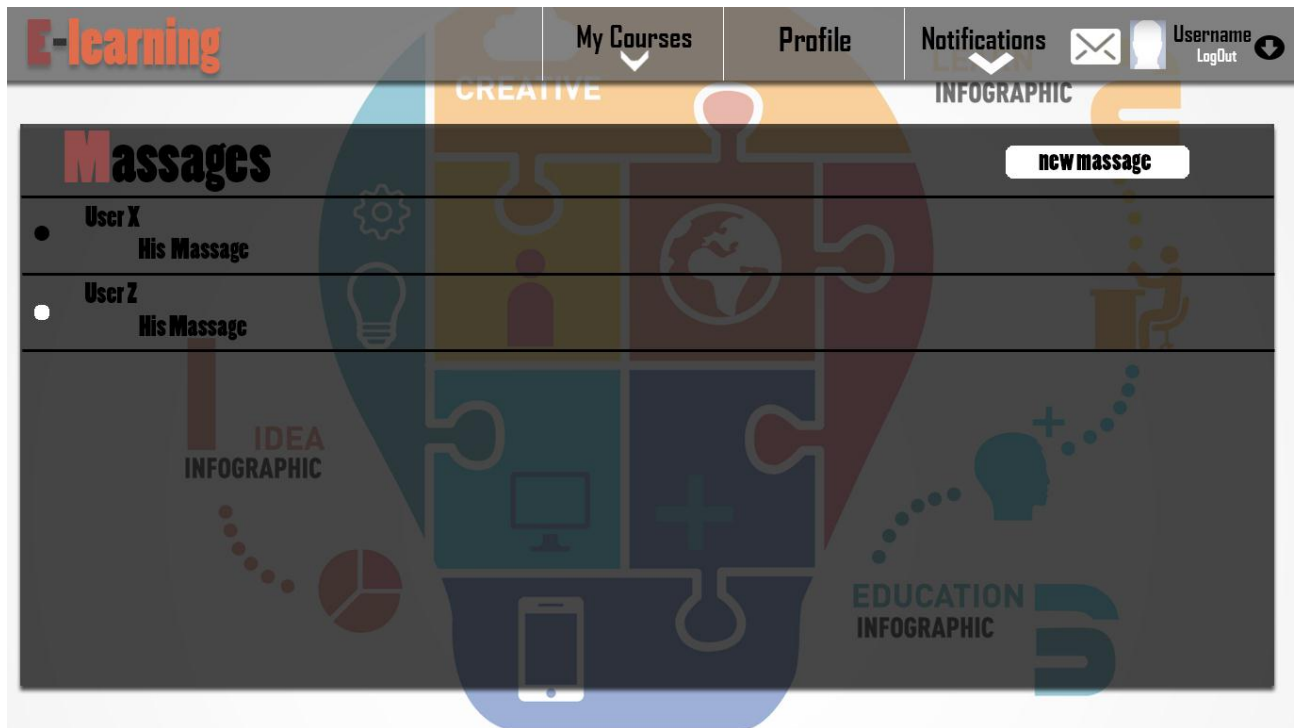 E-learning
My Courses
Profile
Notifications
Username
LogOut
CREATIVE
INFOGRAPHIC
Massages
new massage
User X
His Massage
User Z
His Massage
IDEA
INFOGRAPHIC
EDUCATION
INFOGRAPHIC